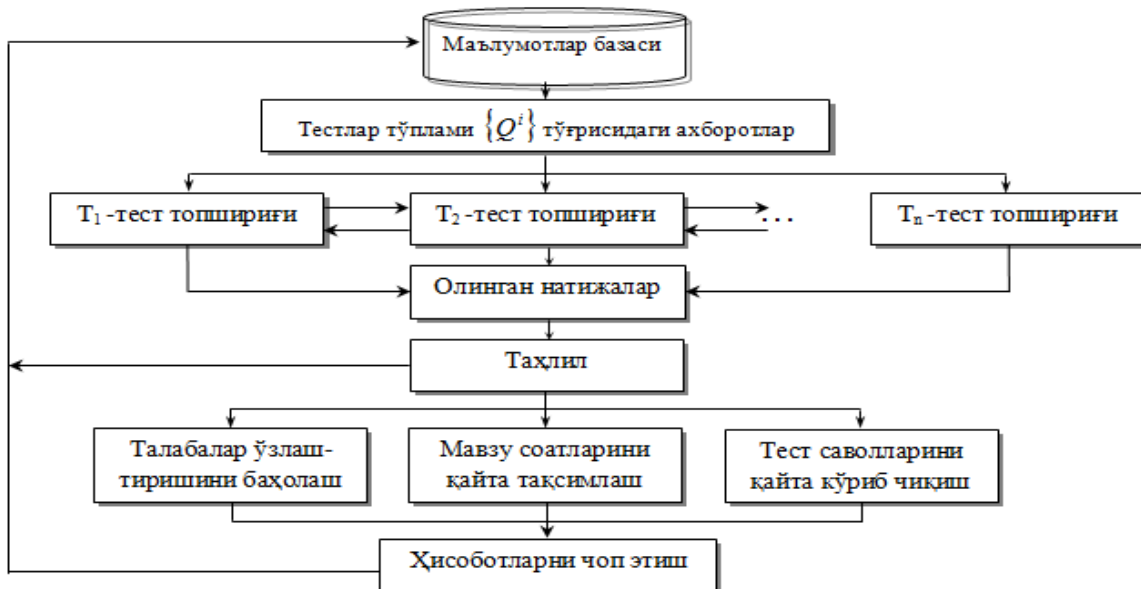 Маълумотлар базаси
Тестлар тўплами {Qⁱ} тўғрисидаги ахборотлар
T₁ -тест топшириғи
T₂ -тест топшириғи
...
Tₙ -тест топшириғи
Олинган натижалар
Таҳлил
Талабалар ўзлаш-
тиришини баҳолаш
Мавзу соатларини
қайта тақсимлаш
Тест саволларини
қайта кўриб чиқиш
Ҳисоботларни чоп этиш